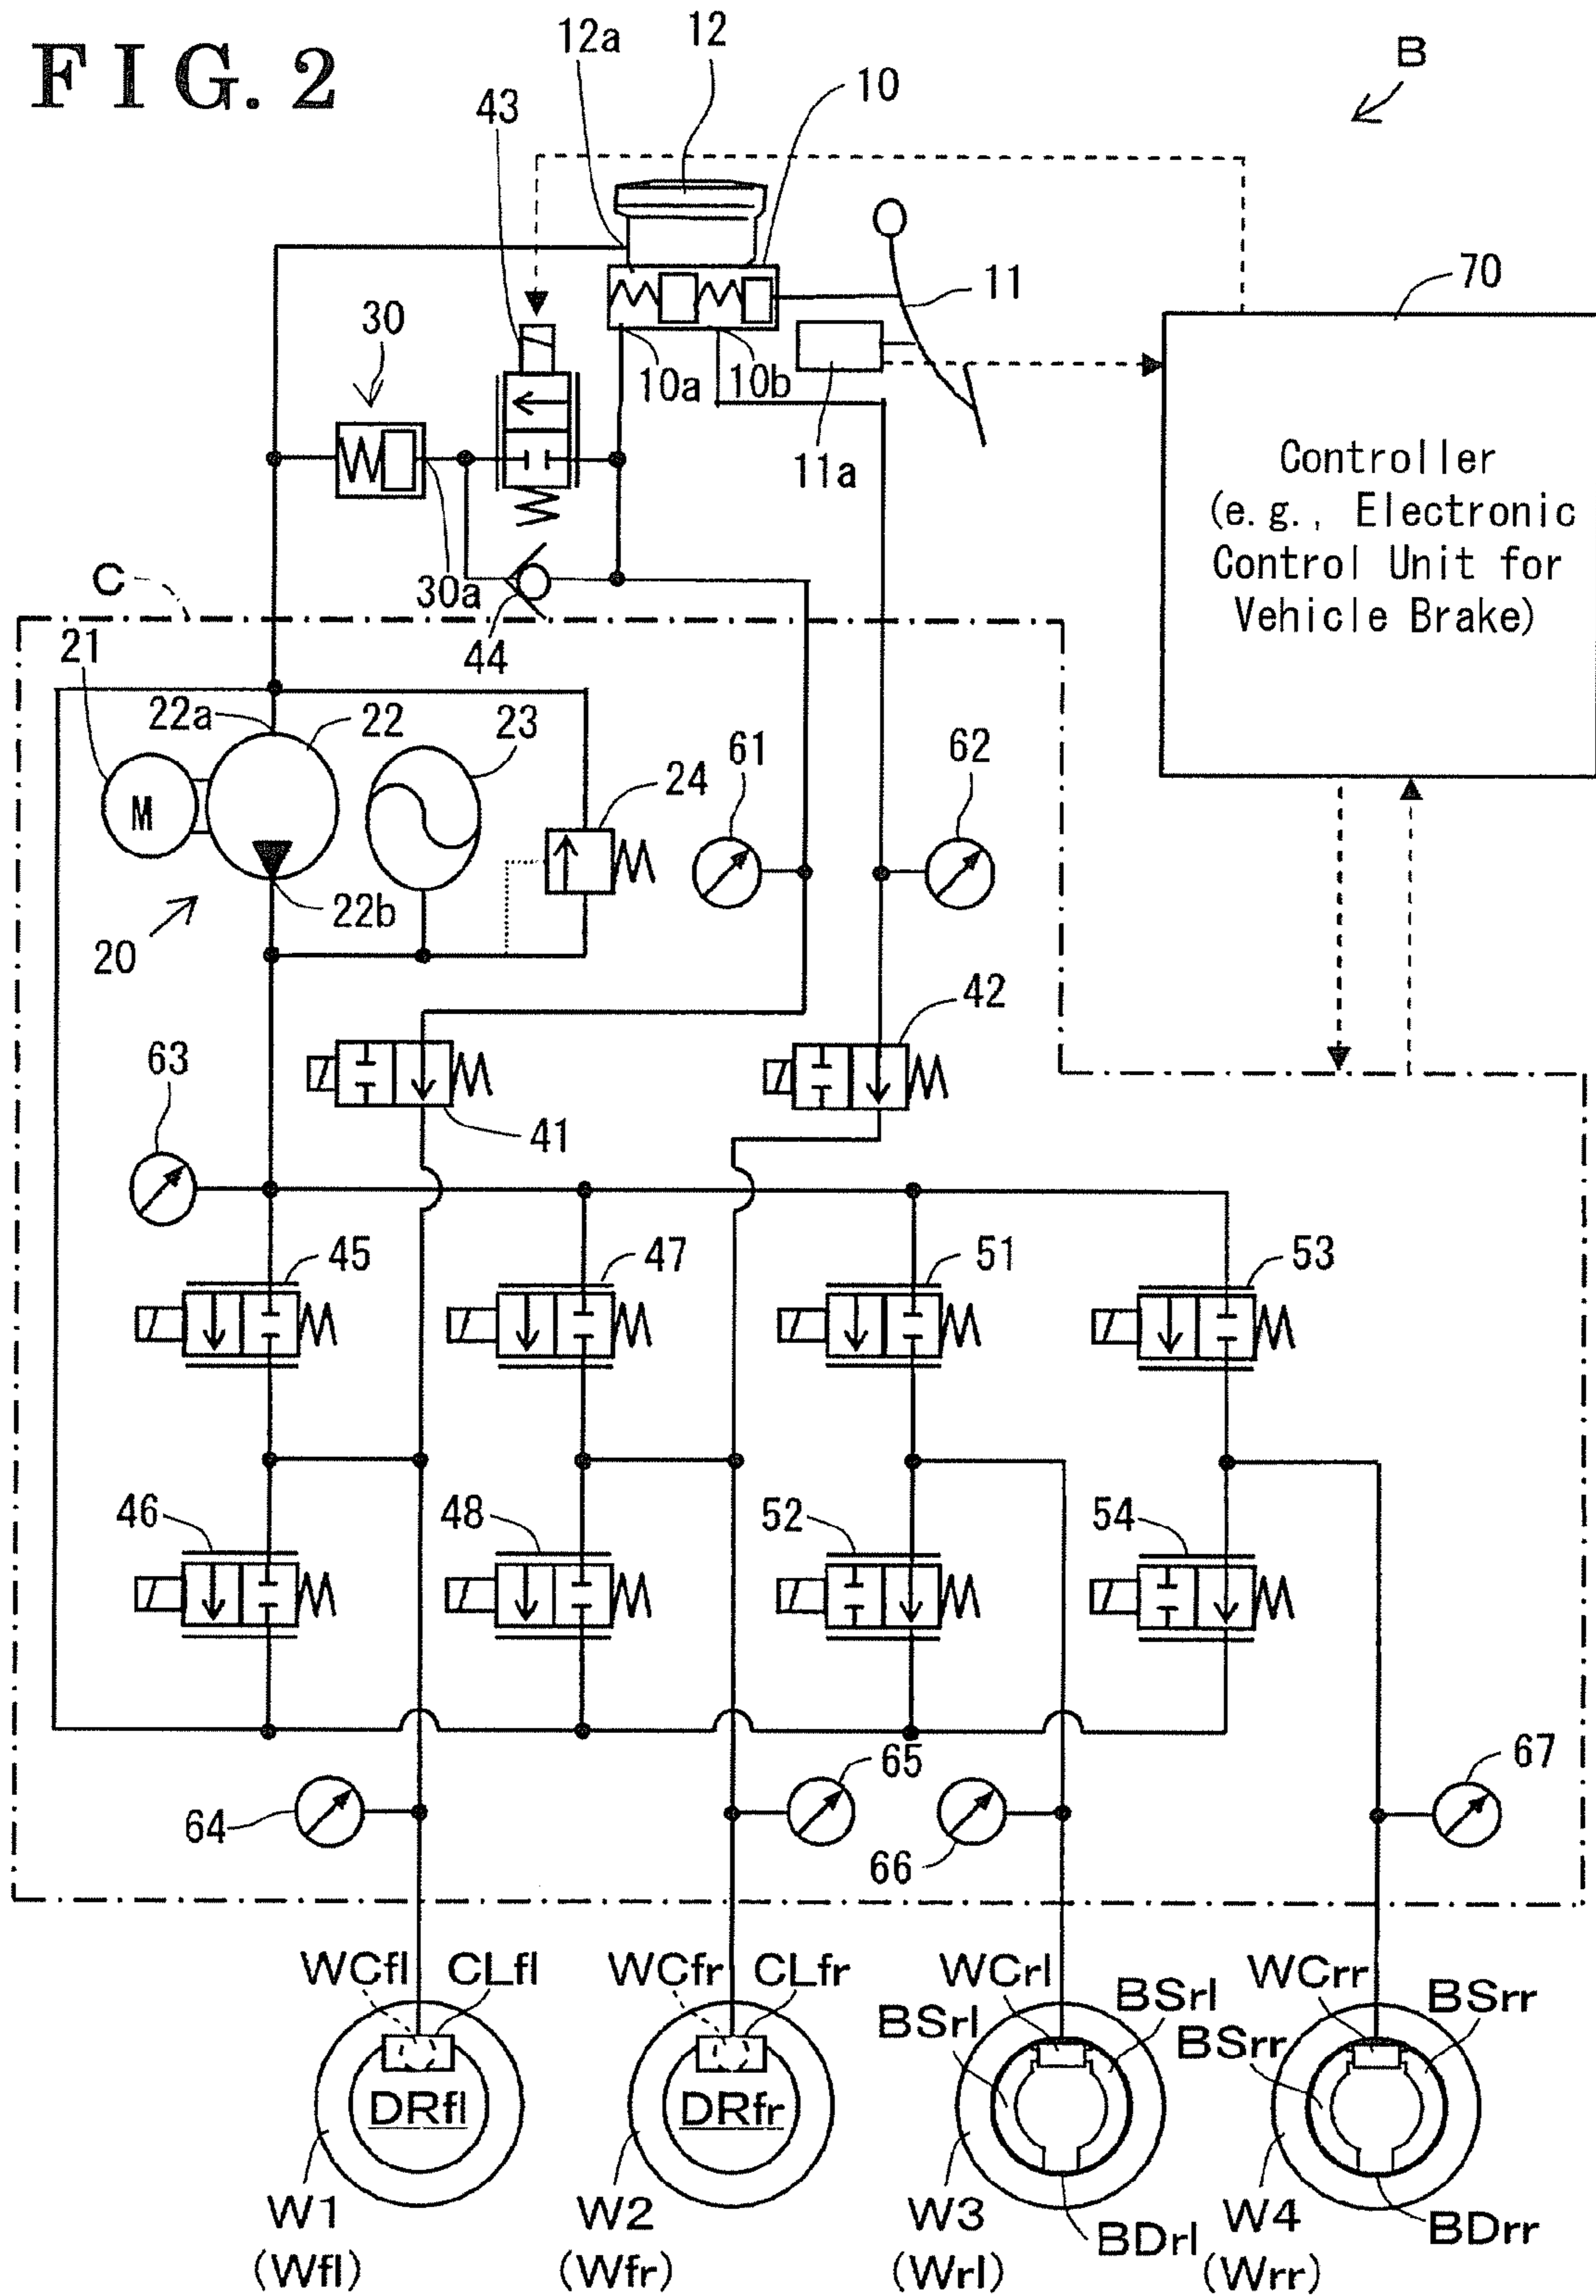 FIG. 2
12a
12
10
B
43
30
11
70
10a
10b
11a
Controller
(e.g., Electronic
Control Unit for
Vehicle Brake)
C
30a
44
21
22a
22
23
24
61
62
M
22b
20
42
63
41
45
47
51
53
46
48
52
54
64
65
66
67
WCfl
CLfl
WCfr
CLfr
WCrl
BSrl
BSrl
WCrr
BSrr
BSrr
DRfl
DRfr
W1
(Wfl)
W2
(Wfr)
W3
(Wrl)
BDrl
W4
(Wrr)
BDrr